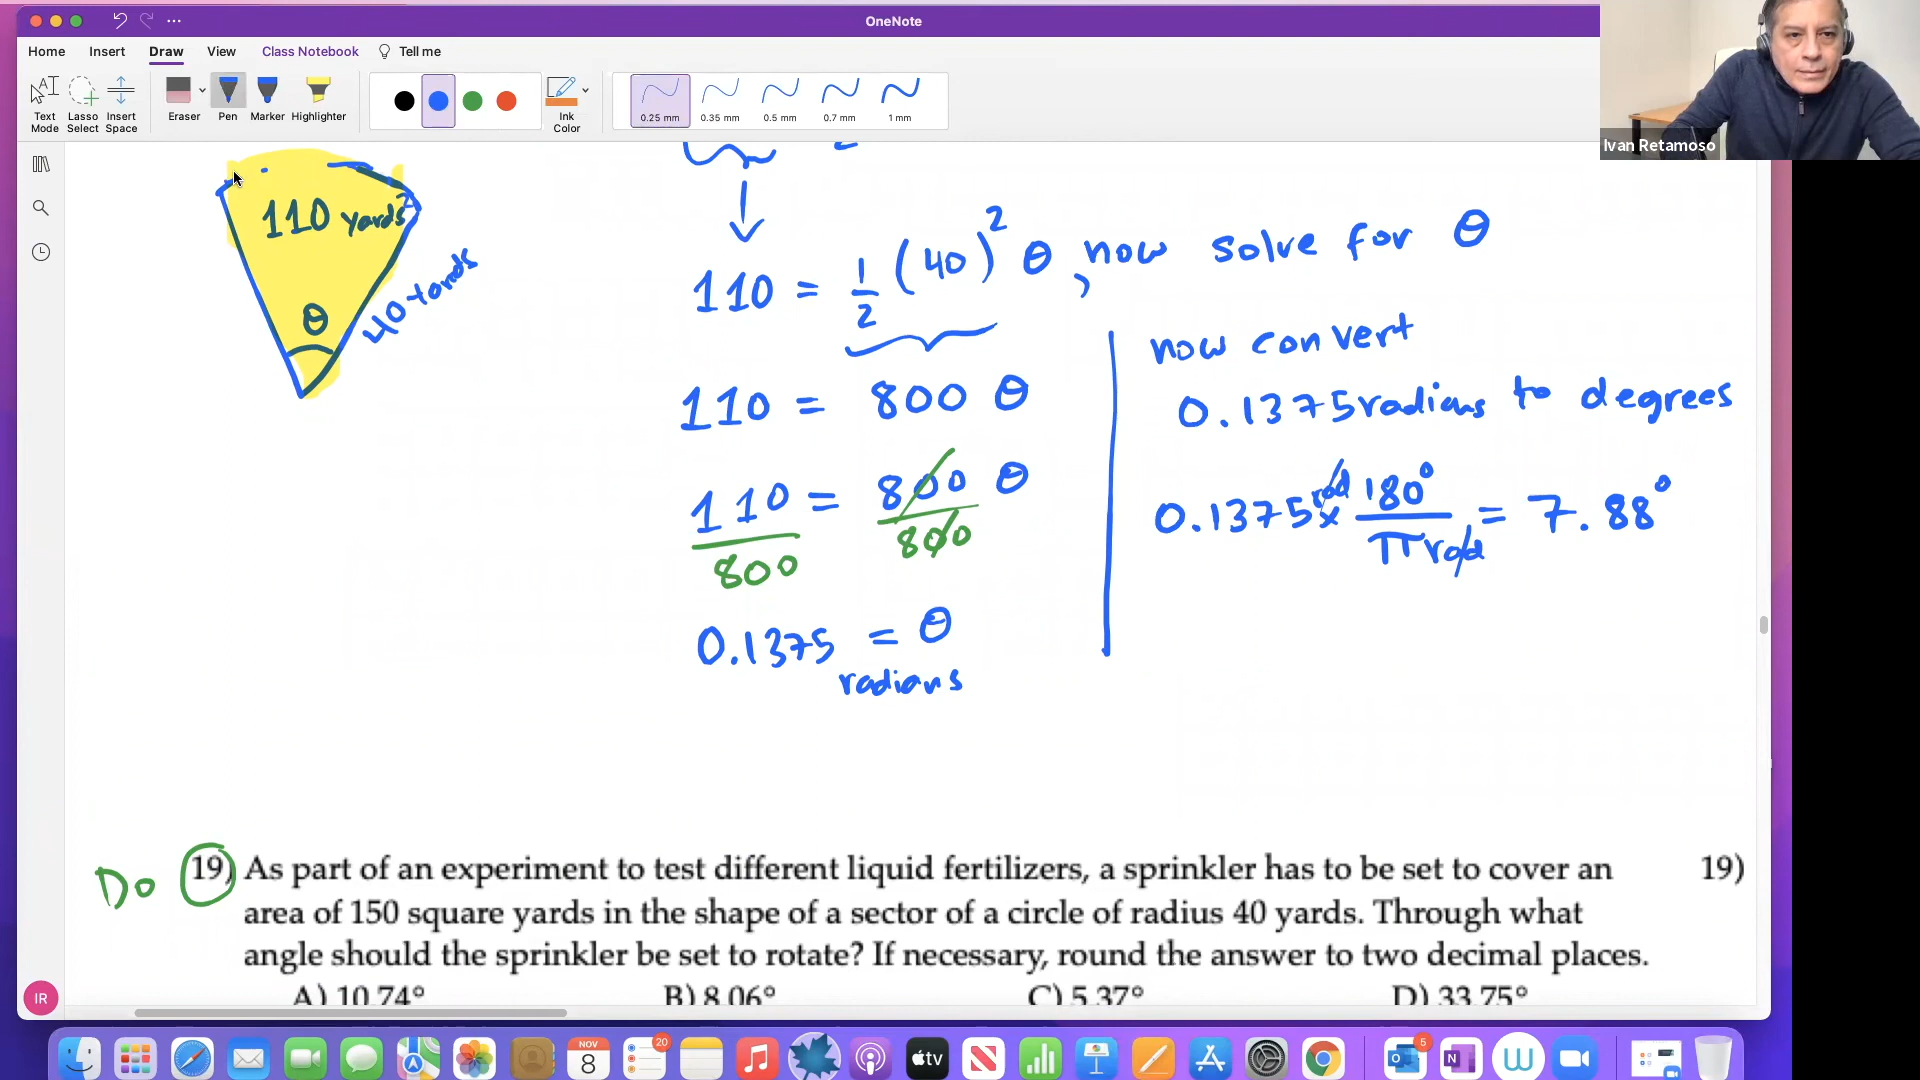 OneNote
Home Insert Draw View Class Notebook Tell me
Text Mode Lasso Select Insert Space Eraser Pen Marker Highlighter Ink Color 0.25 mm 0.35 mm 0.5 mm 0.7 mm 1 mm
Ivan Retamoso
110 yards²
40 yards
θ
2
110 = 1/2 (40)² θ, now solve for θ
110 = 800 θ
110/800 = 800/800 θ
0.1375 = θ
radians
now convert
0.1375 radians to degrees
0.1375 rad x 180°/π rad = 7.88°
Do 19) As part of an experiment to test different liquid fertilizers, a sprinkler has to be set to cover an 19)
area of 150 square yards in the shape of a sector of a circle of radius 40 yards. Through what
angle should the sprinkler be set to rotate? If necessary, round the answer to two decimal places.
A) 10.74° B) 8.06° C) 5.37° D) 33.75°
IR
NOV
8
20
tv
5